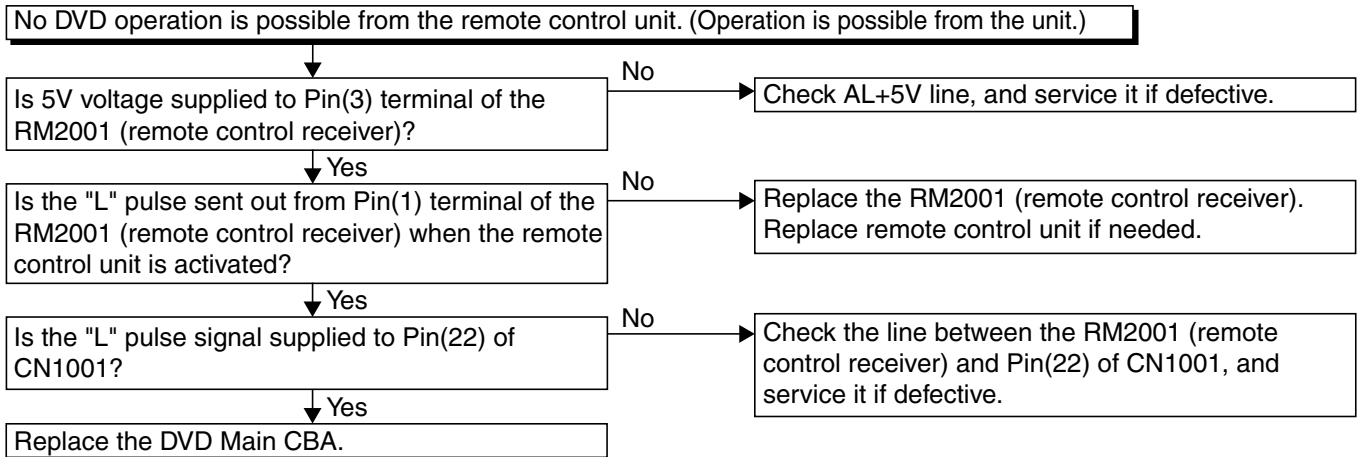 No DVD operation is possible from the remote control unit. (Operation is possible from the unit.)
Is 5V voltage supplied to Pin(3) terminal of the
RM2001 (remote control receiver)?
No
Check AL+5V line, and service it if defective.
Yes
Is the "L" pulse sent out from Pin(1) terminal of the
RM2001 (remote control receiver) when the remote
control unit is activated?
No
Replace the RM2001 (remote control receiver).
Replace remote control unit if needed.
Yes
Is the "L" pulse signal supplied to Pin(22) of
CN1001?
No
Check the line between the RM2001 (remote
control receiver) and Pin(22) of CN1001, and
service it if defective.
Yes
Replace the DVD Main CBA.